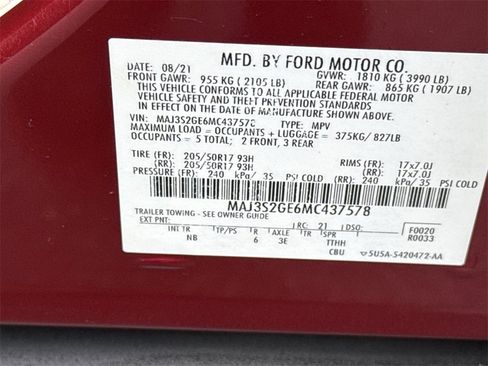 MFD. BY FORD MOTOR CO.
DATE: 08/21 GVWR: 1810 KG ( 3990 LB)
FRONT GAWR: 955 KG ( 2105 LB) REAR GAWR: 865 KG ( 1907 LB)
THIS VEHICLE CONFORMS TO ALL APPLICABLE FEDERAL MOTOR
VEHICLE SAFETY AND THEFT PREVENTION STANDARDS
IN EFFECT ON THE DATE OF MANUFACTURE SHOWN ABOVE.
VIN: MAJ3S2GE6MC437578 TYPE: MPV
MAXIMUM LOAD = OCCUPANTS + LUGGAGE = 375KG/ 827LB
OCCUPANTS = 5 TOTAL; 2 FRONT, 3 REAR
TIRE (FR): 205/50R17 93H RIMS (FR): 17x7.0J
(RR): 205/50R17 93H (RR): 17x7.0J
PRESSURE (FR): 240 kPa/ 35 PSI COLD (RR): 240 kPa/ 35 PSI COLD
MAJ3S2GE6MC437578
TRAILER TOWING - SEE OWNER GUIDE
EXT PNT: RC: 21 DSO: F0020
INT TR TP/PS R AXLE TR SPR R0033
NB 6 3E TTHH
CBU 5U5A-5420472-AA